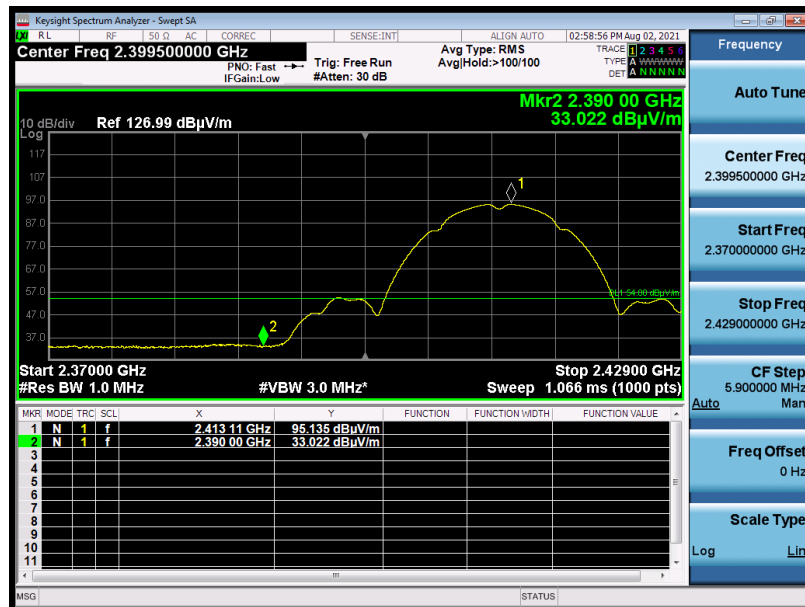 Keysight Spectrum Analyzer - Swept SA
LXI RL RF 50 Ω AC CORREC SENSE:INT ALIGN AUTO 02:58:56 PM Aug 02, 2021
Center Freq 2.399500000 GHz
PNO: Fast
IFGain:Low
Trig: Free Run
#Atten: 30 dB
Avg Type: RMS
Avg|Hold:>100/100
TRACE 1 2 3 4 5 6
TYPE A WWWWW
DET A N N N N N
Mkr2 2.390 00 GHz
33.022 dBµV/m
10 dB/div Ref 126.99 dBµV/m
Log
117
107
97.0
87.0
77.0
67.0
57.0
47.0
37.0
1
2
DL1 54.00 dBµV/m
Start 2.37000 GHz Stop 2.42900 GHz
#Res BW 1.0 MHz #VBW 3.0 MHz* Sweep 1.066 ms (1000 pts)
MKR MODE TRC SCL X Y FUNCTION FUNCTION WIDTH FUNCTION VALUE
1 N 1 f 2.413 11 GHz 95.135 dBµV/m
2 N 1 f 2.390 00 GHz 33.022 dBµV/m
3
4
5
6
7
8
9
10
11
MSG STATUS
Frequency
Auto Tune
Center Freq
2.399500000 GHz
Start Freq
2.370000000 GHz
Stop Freq
2.429000000 GHz
CF Step
5.900000 MHz
Auto Man
Freq Offset
0 Hz
Scale Type
Log Lin